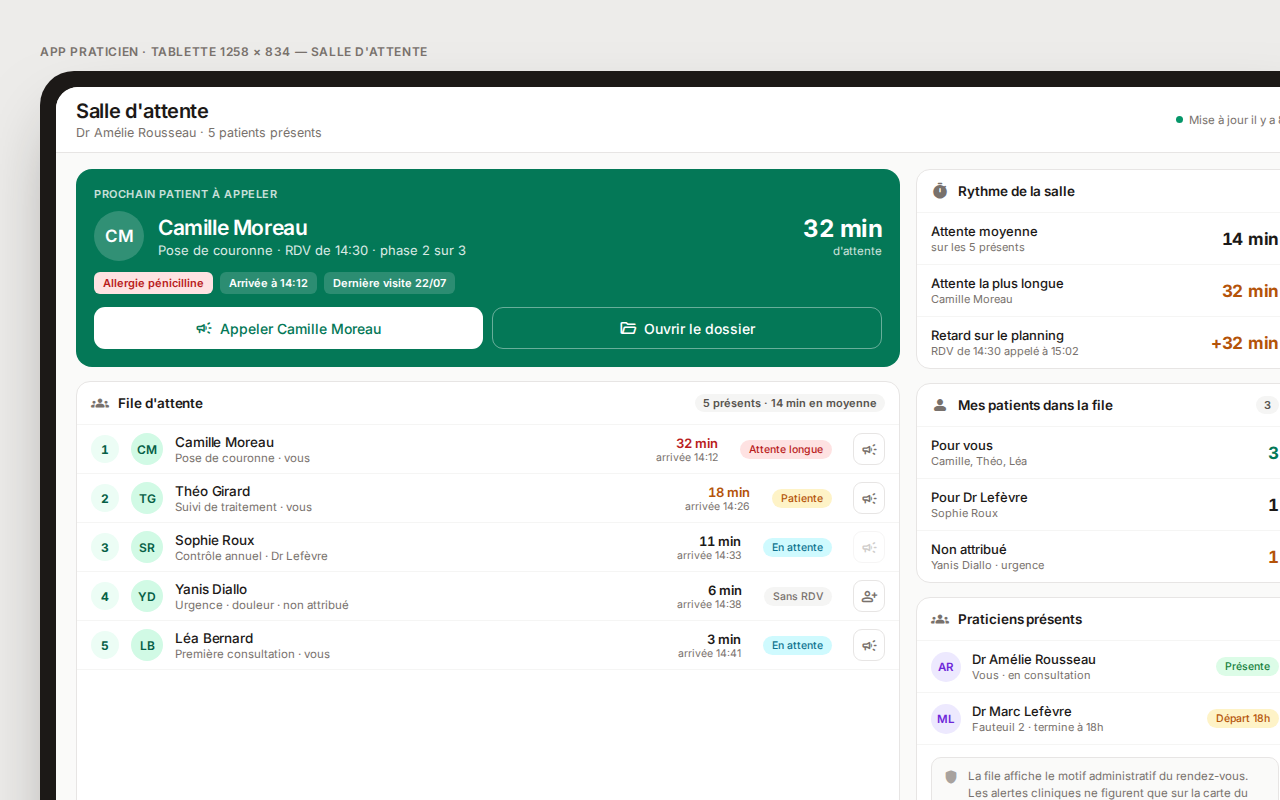 APP PRATICIEN · TABLETTE 1258 × 834 — SALLE D'ATTENTE
Salle d'attente
Dr Amélie Rousseau · 5 patients présents
Mise à jour il y a
PROCHAIN PATIENT À APPELER
CM
Camille Moreau
Pose de couronne · RDV de 14:30 · phase 2 sur 3
32 min
d'attente
Allergie pénicilline
Arrivée à 14:12
Dernière visite 22/07
Appeler Camille Moreau
Ouvrir le dossier
File d'attente
5 présents · 14 min en moyenne
1
CM
Camille Moreau
Pose de couronne · vous
32 min
arrivée 14:12
Attente longue
2
TG
Théo Girard
Suivi de traitement · vous
18 min
arrivée 14:26
Patiente
3
SR
Sophie Roux
Contrôle annuel · Dr Lefèvre
11 min
arrivée 14:33
En attente
4
YD
Yanis Diallo
Urgence · douleur · non attribué
6 min
arrivée 14:38
Sans RDV
5
LB
Léa Bernard
Première consultation · vous
3 min
arrivée 14:41
En attente
Rythme de la salle
Attente moyenne
sur les 5 présents
14 min
Attente la plus longue
Camille Moreau
32 min
Retard sur le planning
RDV de 14:30 appelé à 15:02
+32 min
Mes patients dans la file
3
Pour vous
Camille, Théo, Léa
3
Pour Dr Lefèvre
Sophie Roux
1
Non attribué
Yanis Diallo · urgence
1
Praticiens présents
AR
Dr Amélie Rousseau
Vous · en consultation
Présente
ML
Dr Marc Lefèvre
Fauteuil 2 · termine à 18h
Départ 18h
La file affiche le motif administratif du rendez-vous.
Les alertes cliniques ne figurent que sur la carte du